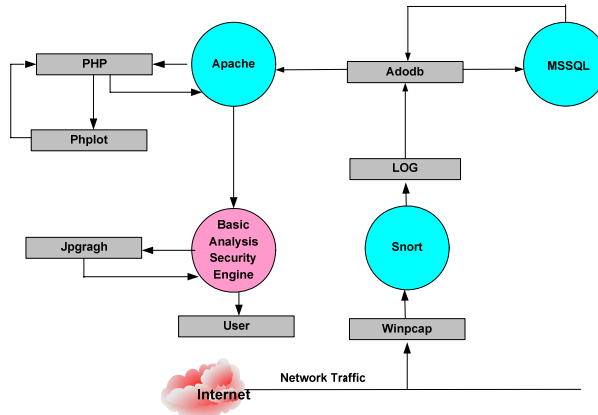 PHP
Apache
Adodb
MSSQL
Phplot
LOG
Basic
Analysis
Security
Engine
Jpgragh
Snort
User
Winpcap
Network Traffic
Internet